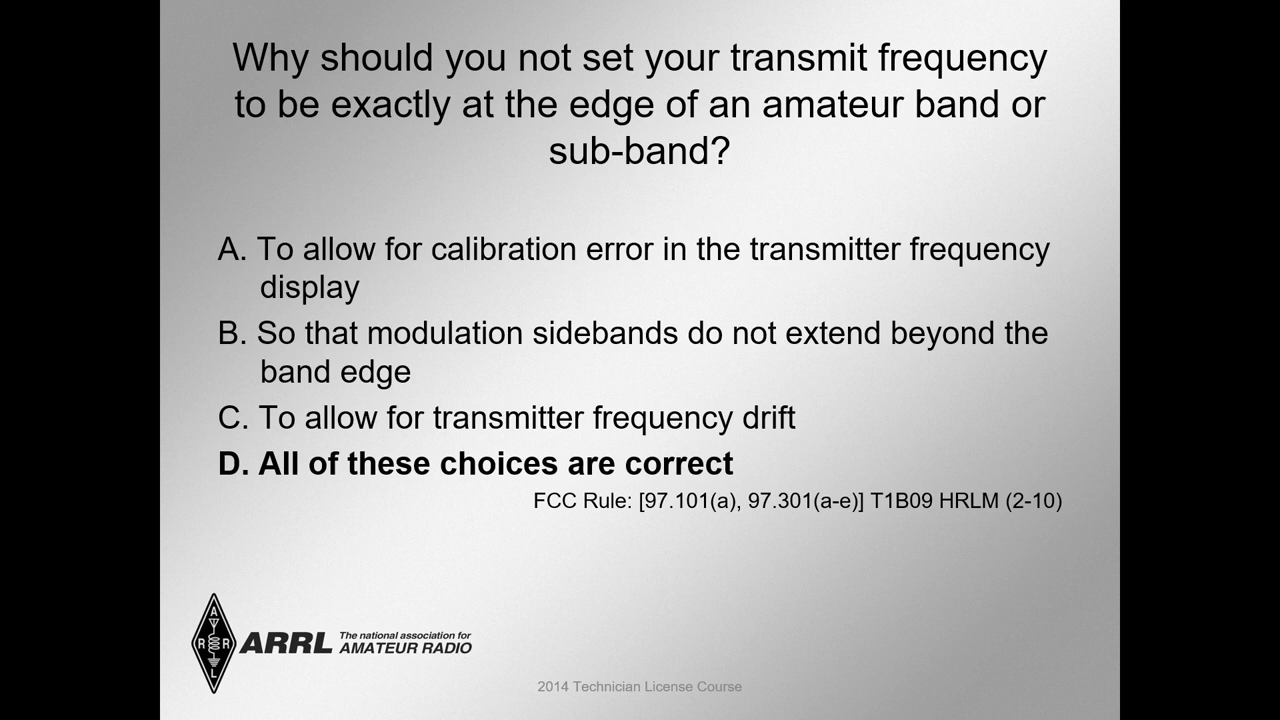 Why should you not set your transmit frequency
to be exactly at the edge of an amateur band or
sub-band?
A. To allow for calibration error in the transmitter frequency
display
B. So that modulation sidebands do not extend beyond the
band edge
C. To allow for transmitter frequency drift
D. All of these choices are correct
FCC Rule: [97.101(a), 97.301(a-e)] T1B09 HRLM (2-10)
A
R R
L
ARRL The national association for
AMATEUR RADIO
2014 Technician License Course